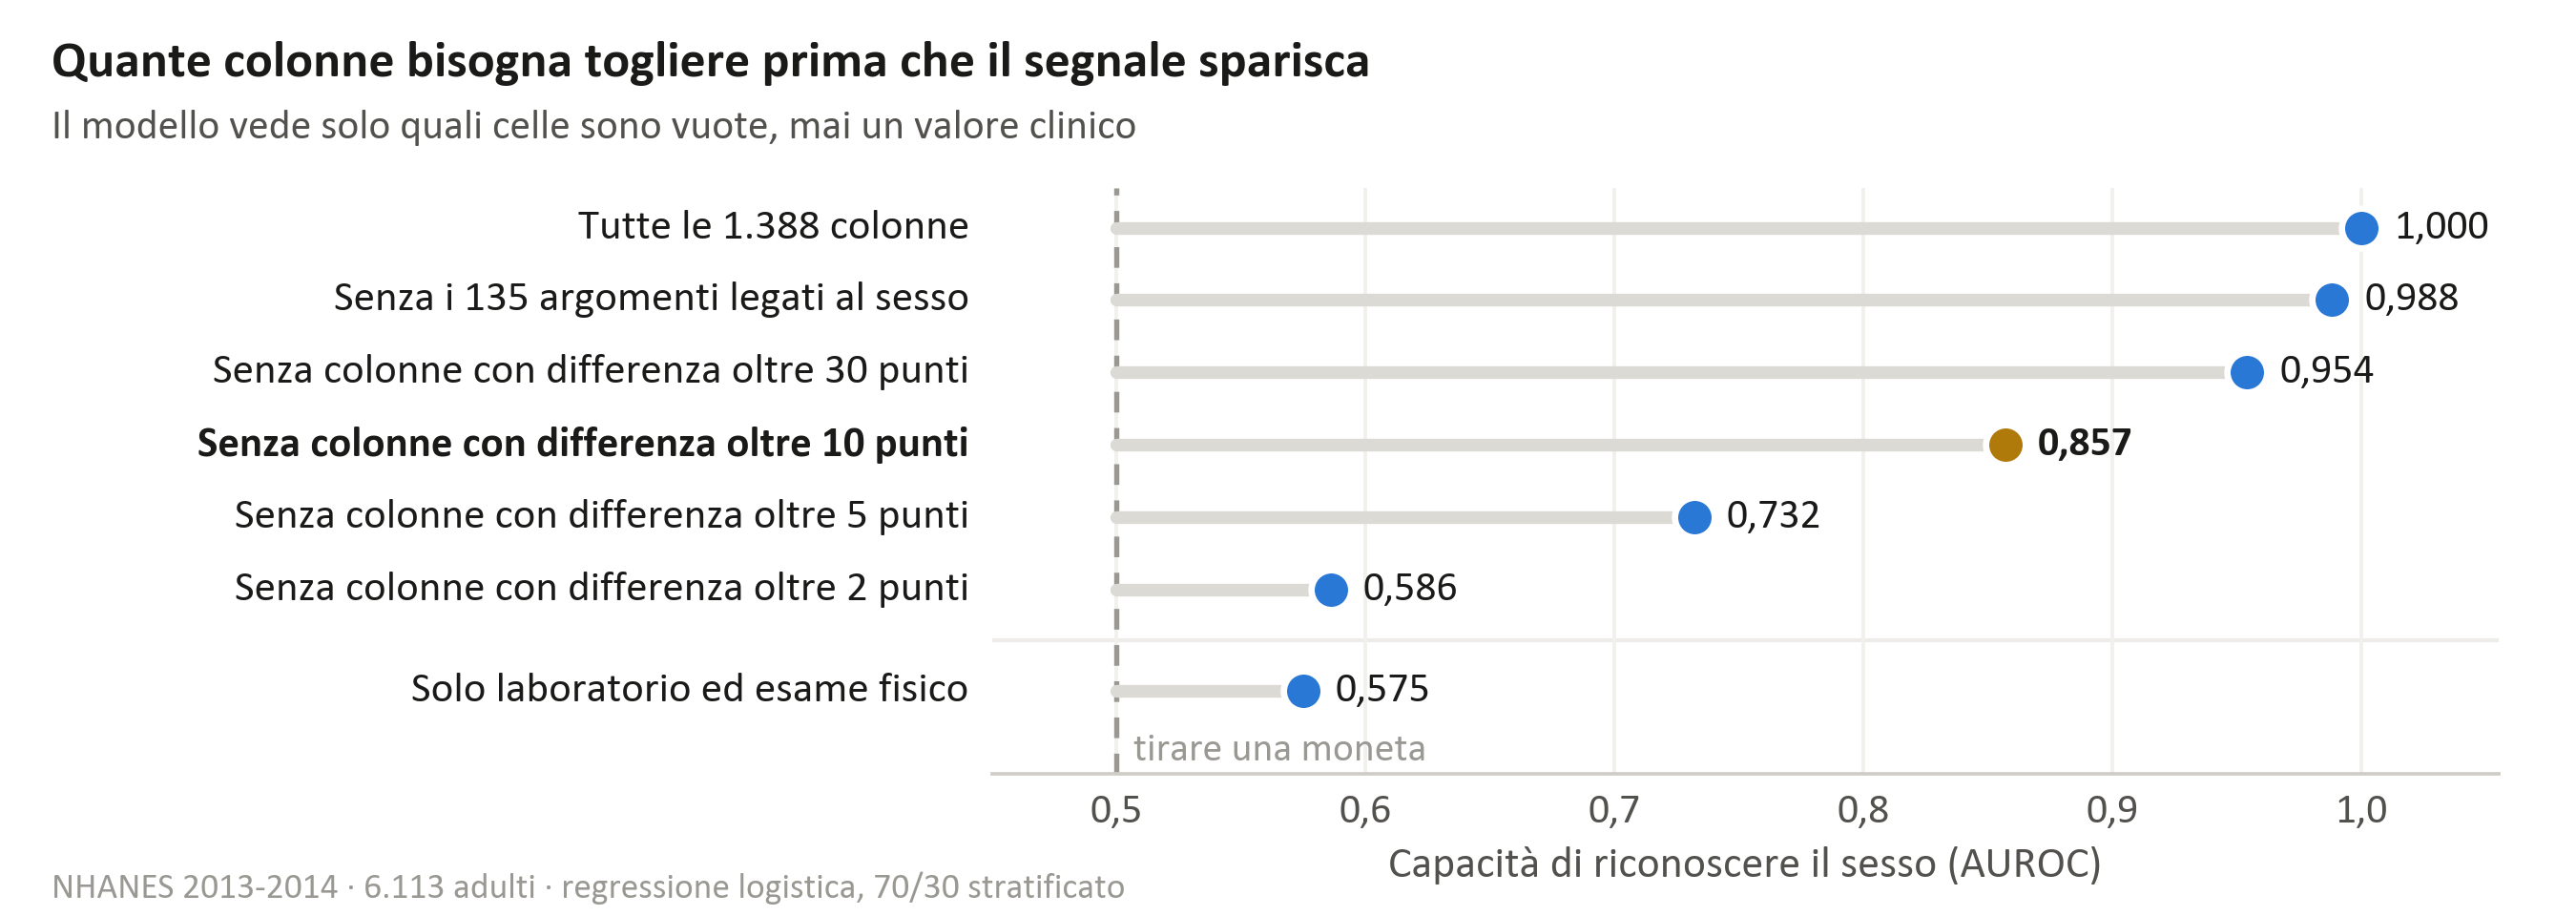 Quante colonne bisogna togliere prima che il segnale sparisca
Il modello vede solo quali celle sono vuote, mai un valore clinico
Tutte le 1.388 colonne 1,000
Senza i 135 argomenti legati al sesso 0,988
Senza colonne con differenza oltre 30 punti 0,954
Senza colonne con differenza oltre 10 punti 0,857
Senza colonne con differenza oltre 5 punti 0,732
Senza colonne con differenza oltre 2 punti 0,586
Solo laboratorio ed esame fisico 0,575
tirare una moneta
0,5 0,6 0,7 0,8 0,9 1,0
Capacità di riconoscere il sesso (AUROC)
NHANES 2013-2014 · 6.113 adulti · regressione logistica, 70/30 stratificato